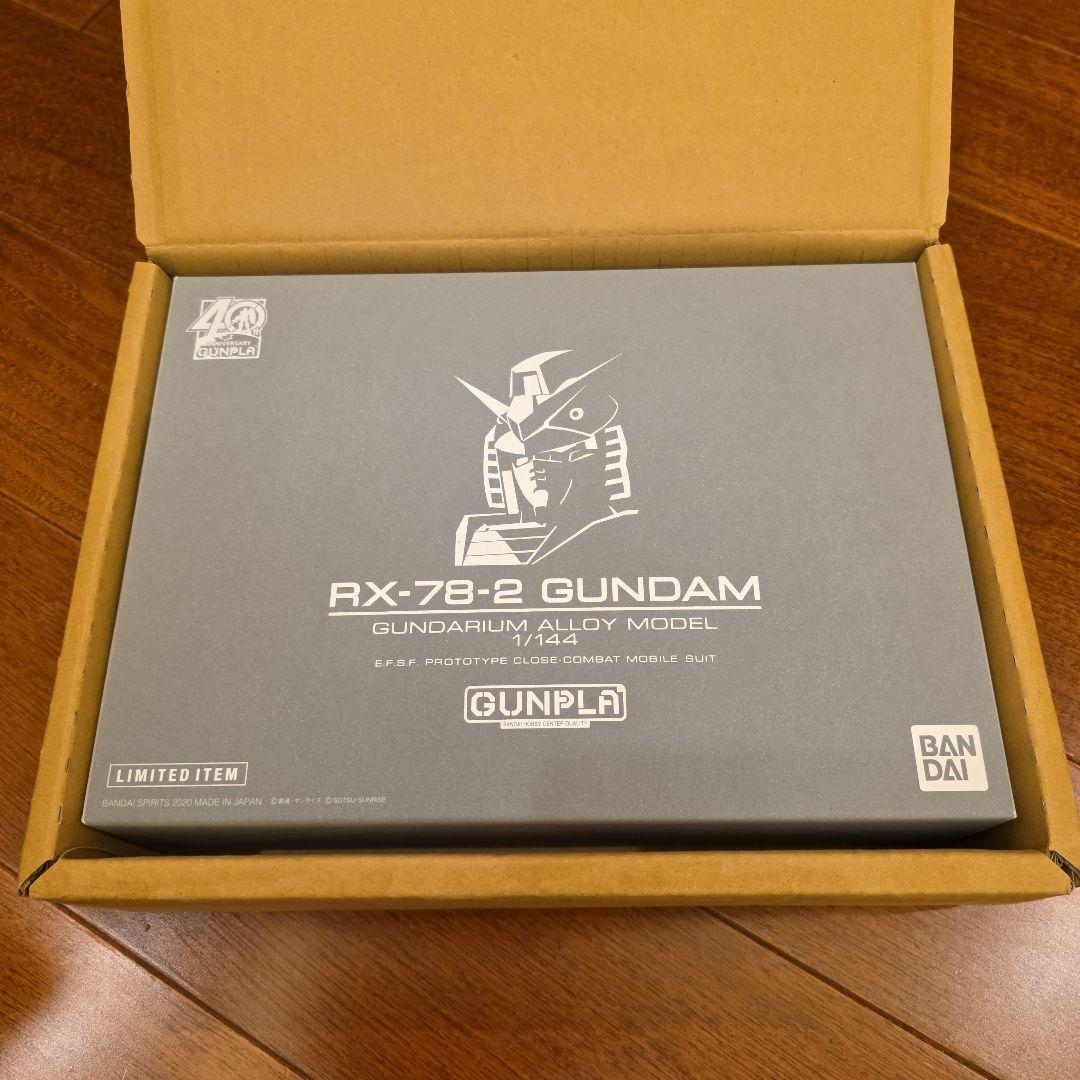 40th
ANNIVERSARY
GUNPLA
RX-78-2 GUNDAM
GUNDARIUM ALLOY MODEL
1/144
E.F.S.F. PROTOTYPE CLOSE-COMBAT MOBILE SUIT
GUNPLA
BANDAI HOBBY CENTER QUALITY
LIMITED ITEM
BAN
DAI
BANDAI SPIRITS 2020 MADE IN JAPAN ©創通・サンライズ ©SOTSU・SUNRISE